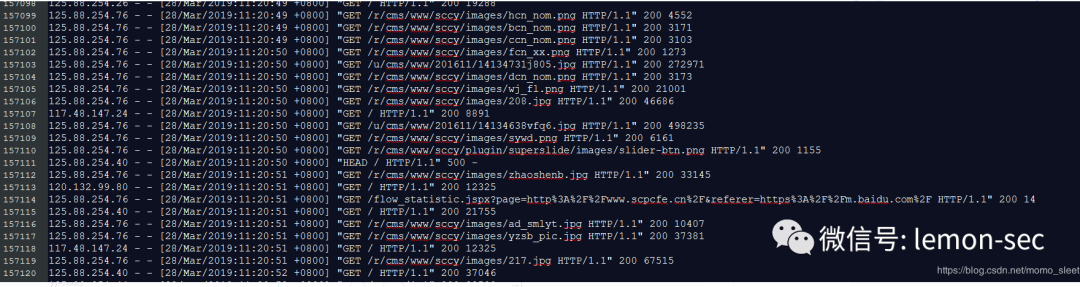 157098 125.88.254.26 - - [28/Mar/2019:11:20:49 +0800] "GET / HTTP/1.1" 200 19288
157099 125.88.254.76 - - [28/Mar/2019:11:20:49 +0800] "GET /r/cms/www/sccy/images/hcn_nom.png HTTP/1.1" 200 4552
157100 125.88.254.76 - - [28/Mar/2019:11:20:49 +0800] "GET /r/cms/www/sccy/images/bcn_nom.png HTTP/1.1" 200 3171
157101 125.88.254.76 - - [28/Mar/2019:11:20:49 +0800] "GET /r/cms/www/sccy/images/ccn_nom.png HTTP/1.1" 200 3103
157102 125.88.254.76 - - [28/Mar/2019:11:20:50 +0800] "GET /r/cms/www/sccy/images/fcn_xx.png HTTP/1.1" 200 1273
157103 125.88.254.76 - - [28/Mar/2019:11:20:50 +0800] "GET /u/cms/www/201611/14134731j805.jpg HTTP/1.1" 200 272971
157104 125.88.254.76 - - [28/Mar/2019:11:20:50 +0800] "GET /r/cms/www/sccy/images/dcn_nom.png HTTP/1.1" 200 3173
157105 125.88.254.76 - - [28/Mar/2019:11:20:50 +0800] "GET /r/cms/www/sccy/images/wj_fl.png HTTP/1.1" 200 21001
157106 125.88.254.76 - - [28/Mar/2019:11:20:50 +0800] "GET /r/cms/www/sccy/images/208.jpg HTTP/1.1" 200 46686
157107 117.48.147.24 - - [28/Mar/2019:11:20:50 +0800] "GET / HTTP/1.1" 200 8891
157108 125.88.254.76 - - [28/Mar/2019:11:20:50 +0800] "GET /u/cms/www/201611/14134638vfq6.jpg HTTP/1.1" 200 498235
157109 125.88.254.76 - - [28/Mar/2019:11:20:50 +0800] "GET /r/cms/www/sccy/images/sywd.png HTTP/1.1" 200 6161
157110 125.88.254.76 - - [28/Mar/2019:11:20:50 +0800] "GET /r/cms/www/sccy/plugin/superslide/images/slider-btn.png HTTP/1.1" 200 1155
157111 125.88.254.40 - - [28/Mar/2019:11:20:51 +0800] "HEAD / HTTP/1.1" 500 -
157112 125.88.254.76 - - [28/Mar/2019:11:20:51 +0800] "GET /r/cms/www/sccy/images/zhaoshenb.jpg HTTP/1.1" 200 33145
157113 120.132.99.80 - - [28/Mar/2019:11:20:51 +0800] "GET / HTTP/1.1" 200 12325
157114 125.88.254.76 - - [28/Mar/2019:11:20:51 +0800] "GET /flow_statistic.jspx?page=http%3A%2F%2Fwww.scpcfe.cn%2F&referer=https%3A%2F%2Fm.baidu.com%2F HTTP/1.1" 200 14
157115 125.88.254.40 - - [28/Mar/2019:11:20:51 +0800] "GET / HTTP/1.1" 200 21755
157116 125.88.254.76 - - [28/Mar/2019:11:20:51 +0800] "GET /r/cms/www/sccy/images/ad_smlyt.jpg HTTP/1.1" 200 10407
157117 125.88.254.76 - - [28/Mar/2019:11:20:51 +0800] "GET /r/cms/www/sccy/images/yzsb_pic.jpg HTTP/1.1" 200 37381
157118 117.48.147.24 - - [28/Mar/2019:11:20:51 +0800] "GET / HTTP/1.1" 200 12325
157119 125.88.254.76 - - [28/Mar/2019:11:20:51 +0800] "GET /r/cms/www/sccy/images/217.jpg HTTP/1.1" 200 67515
157120 125.88.254.40 - - [28/Mar/2019:11:20:52 +0800] "GET / HTTP/1.1" 200 37046
微信号: lemon-sec
https://blog.csdn.net/momo_sleet